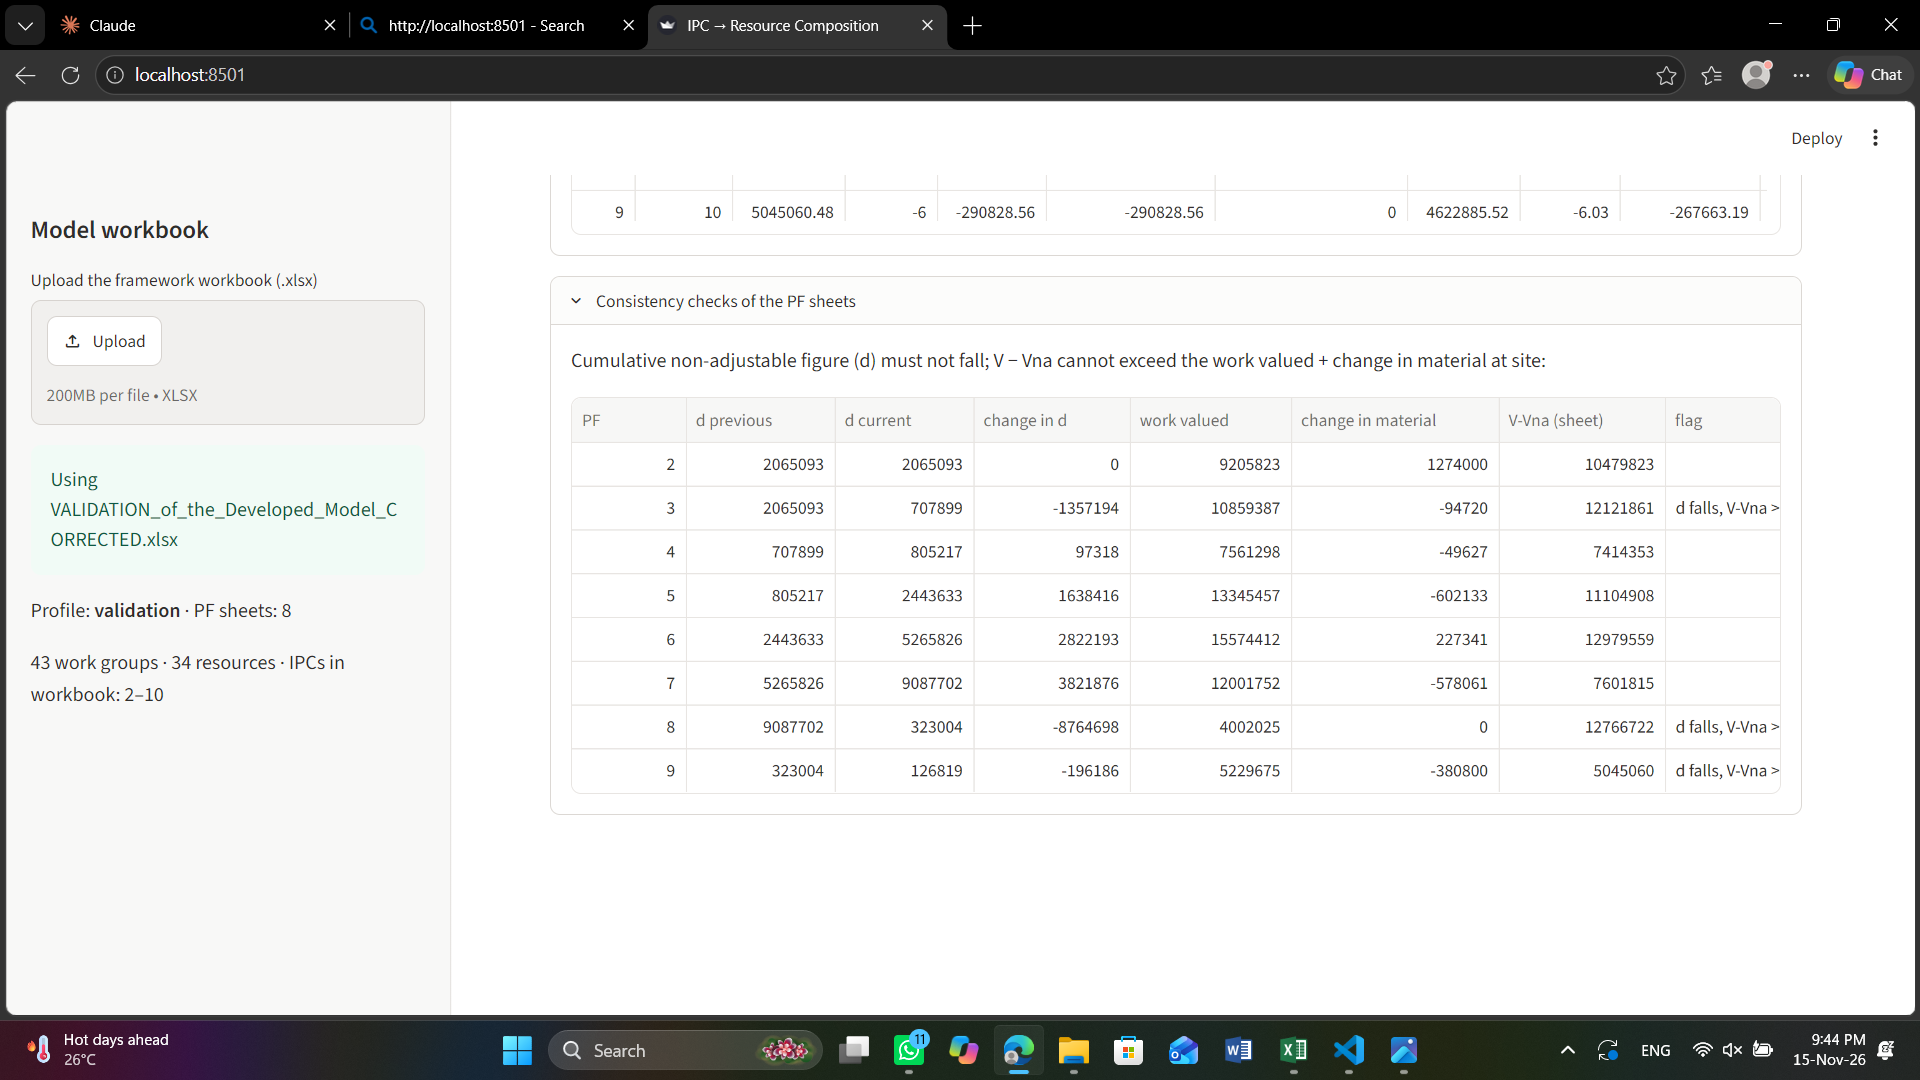 Claude
http://localhost:8501 - Search
IPC → Resource Composition
localhost:8501
Chat
Deploy
Model workbook
Upload the framework workbook (.xlsx)
Upload
200MB per file • XLSX
Using
VALIDATION_of_the_Developed_Model_C
ORRECTED.xlsx
Profile: validation · PF sheets: 8
43 work groups · 34 resources · IPCs in
workbook: 2–10
9 10 5045060.48 -6 -290828.56 -290828.56 0 4622885.52 -6.03 -267663.19
Consistency checks of the PF sheets
Cumulative non-adjustable figure (d) must not fall; V − Vna cannot exceed the work valued + change in material at site:
PF d previous d current change in d work valued change in material V-Vna (sheet) flag
2 2065093 2065093 0 9205823 1274000 10479823
3 2065093 707899 -1357194 10859387 -94720 12121861 d falls, V-Vna >
4 707899 805217 97318 7561298 -49627 7414353
5 805217 2443633 1638416 13345457 -602133 11104908
6 2443633 5265826 2822193 15574412 227341 12979559
7 5265826 9087702 3821876 12001752 -578061 7601815
8 9087702 323004 -8764698 4002025 0 12766722 d falls, V-Vna >
9 323004 126819 -196186 5229675 -380800 5045060 d falls, V-Vna >
Hot days ahead
26°C
Search
11
ENG
9:44 PM
15-Nov-26